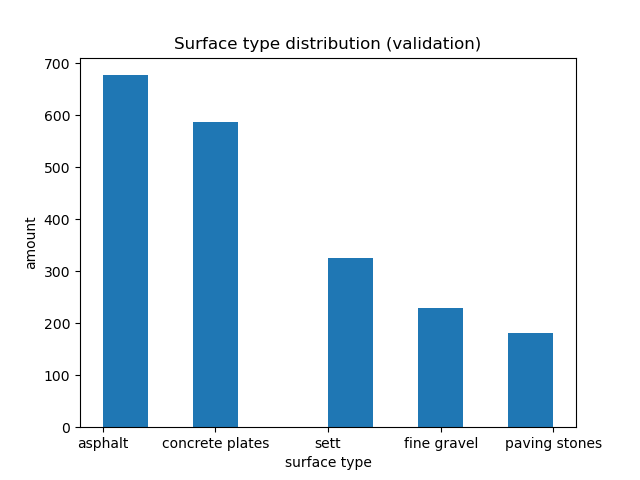 Surface type distribution (validation)
700
600
500
400
300
200
100
0
amount
asphalt concrete plates sett fine gravel paving stones
surface type